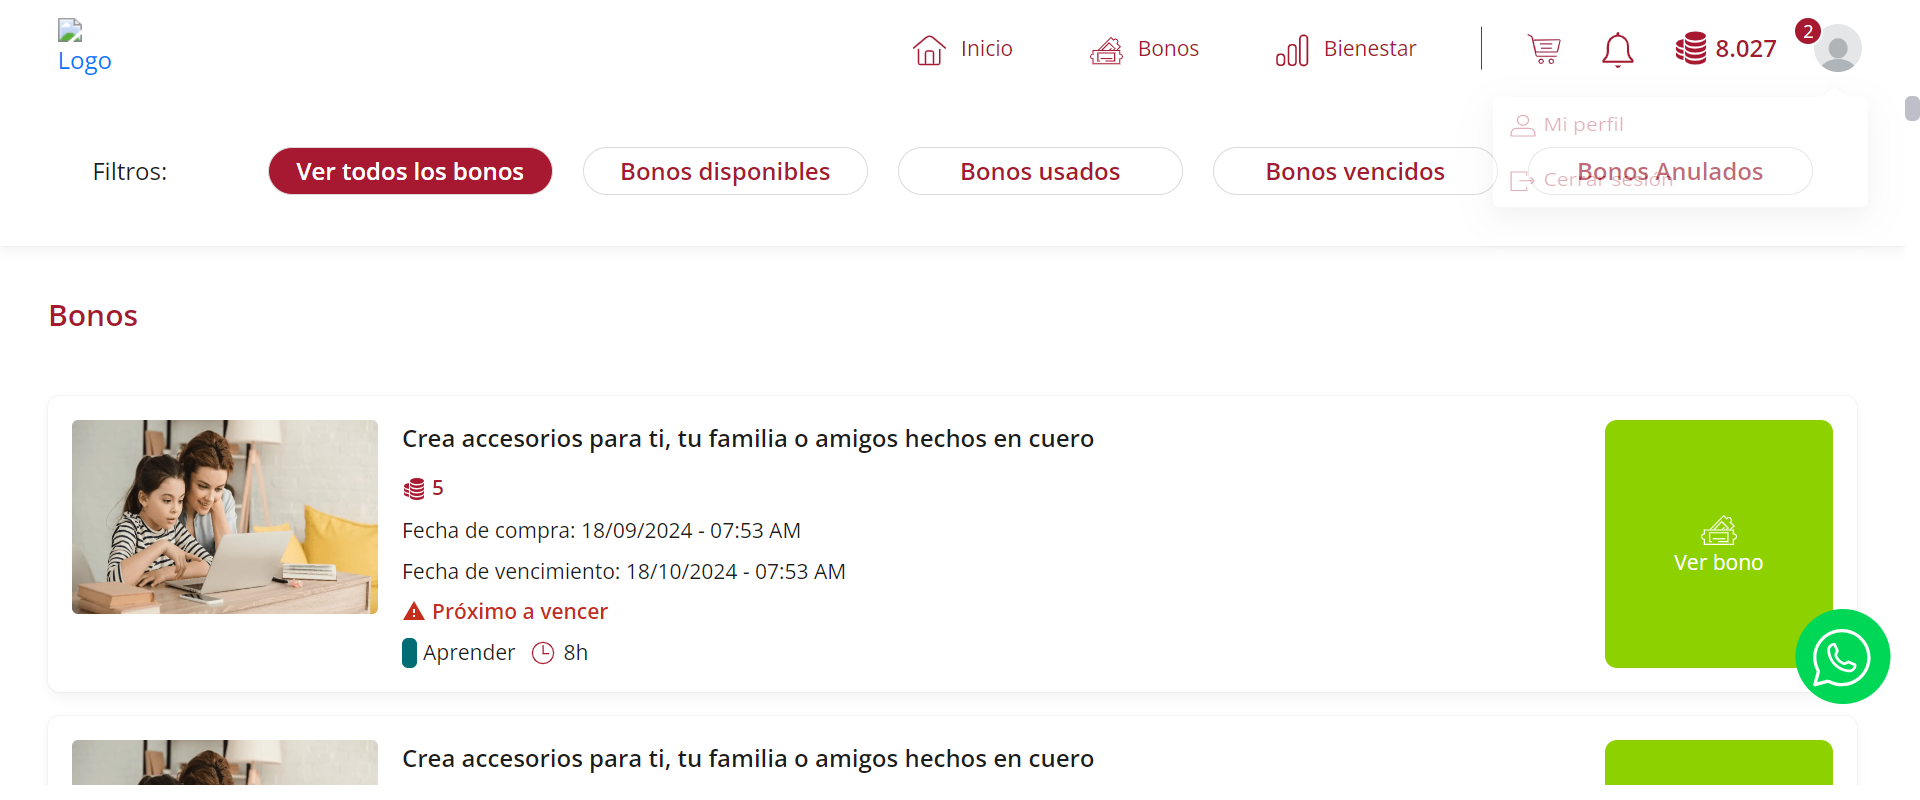 Logo
Inicio
Bonos
Bienestar
8.027
2
Mi perfil
Cerrar sesión
Filtros:
Ver todos los bonos
Bonos disponibles
Bonos usados
Bonos vencidos
Bonos Anulados
Bonos
Crea accesorios para ti, tu familia o amigos hechos en cuero
5
Fecha de compra: 18/09/2024 - 07:53 AM
Fecha de vencimiento: 18/10/2024 - 07:53 AM
Próximo a vencer
Aprender
8h
Ver bono
Crea accesorios para ti, tu familia o amigos hechos en cuero